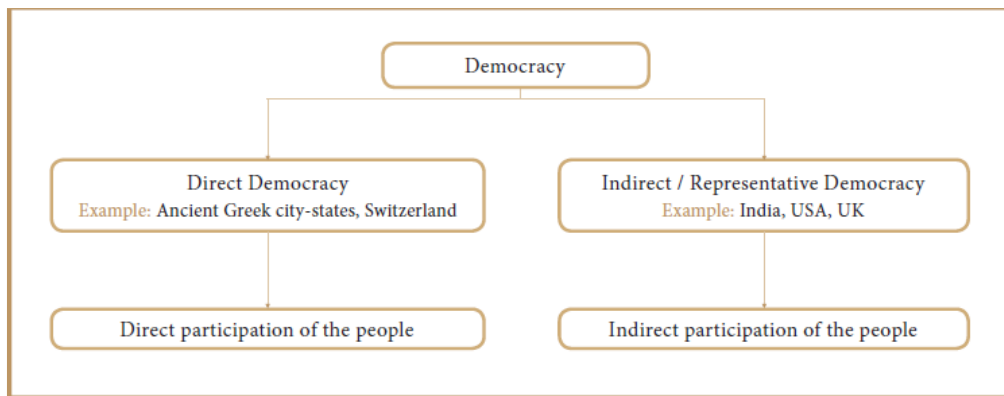 Democracy
Direct Democracy
Example: Ancient Greek city-states, Switzerland
Indirect / Representative Democracy
Example: India, USA, UK
Direct participation of the people
Indirect participation of the people